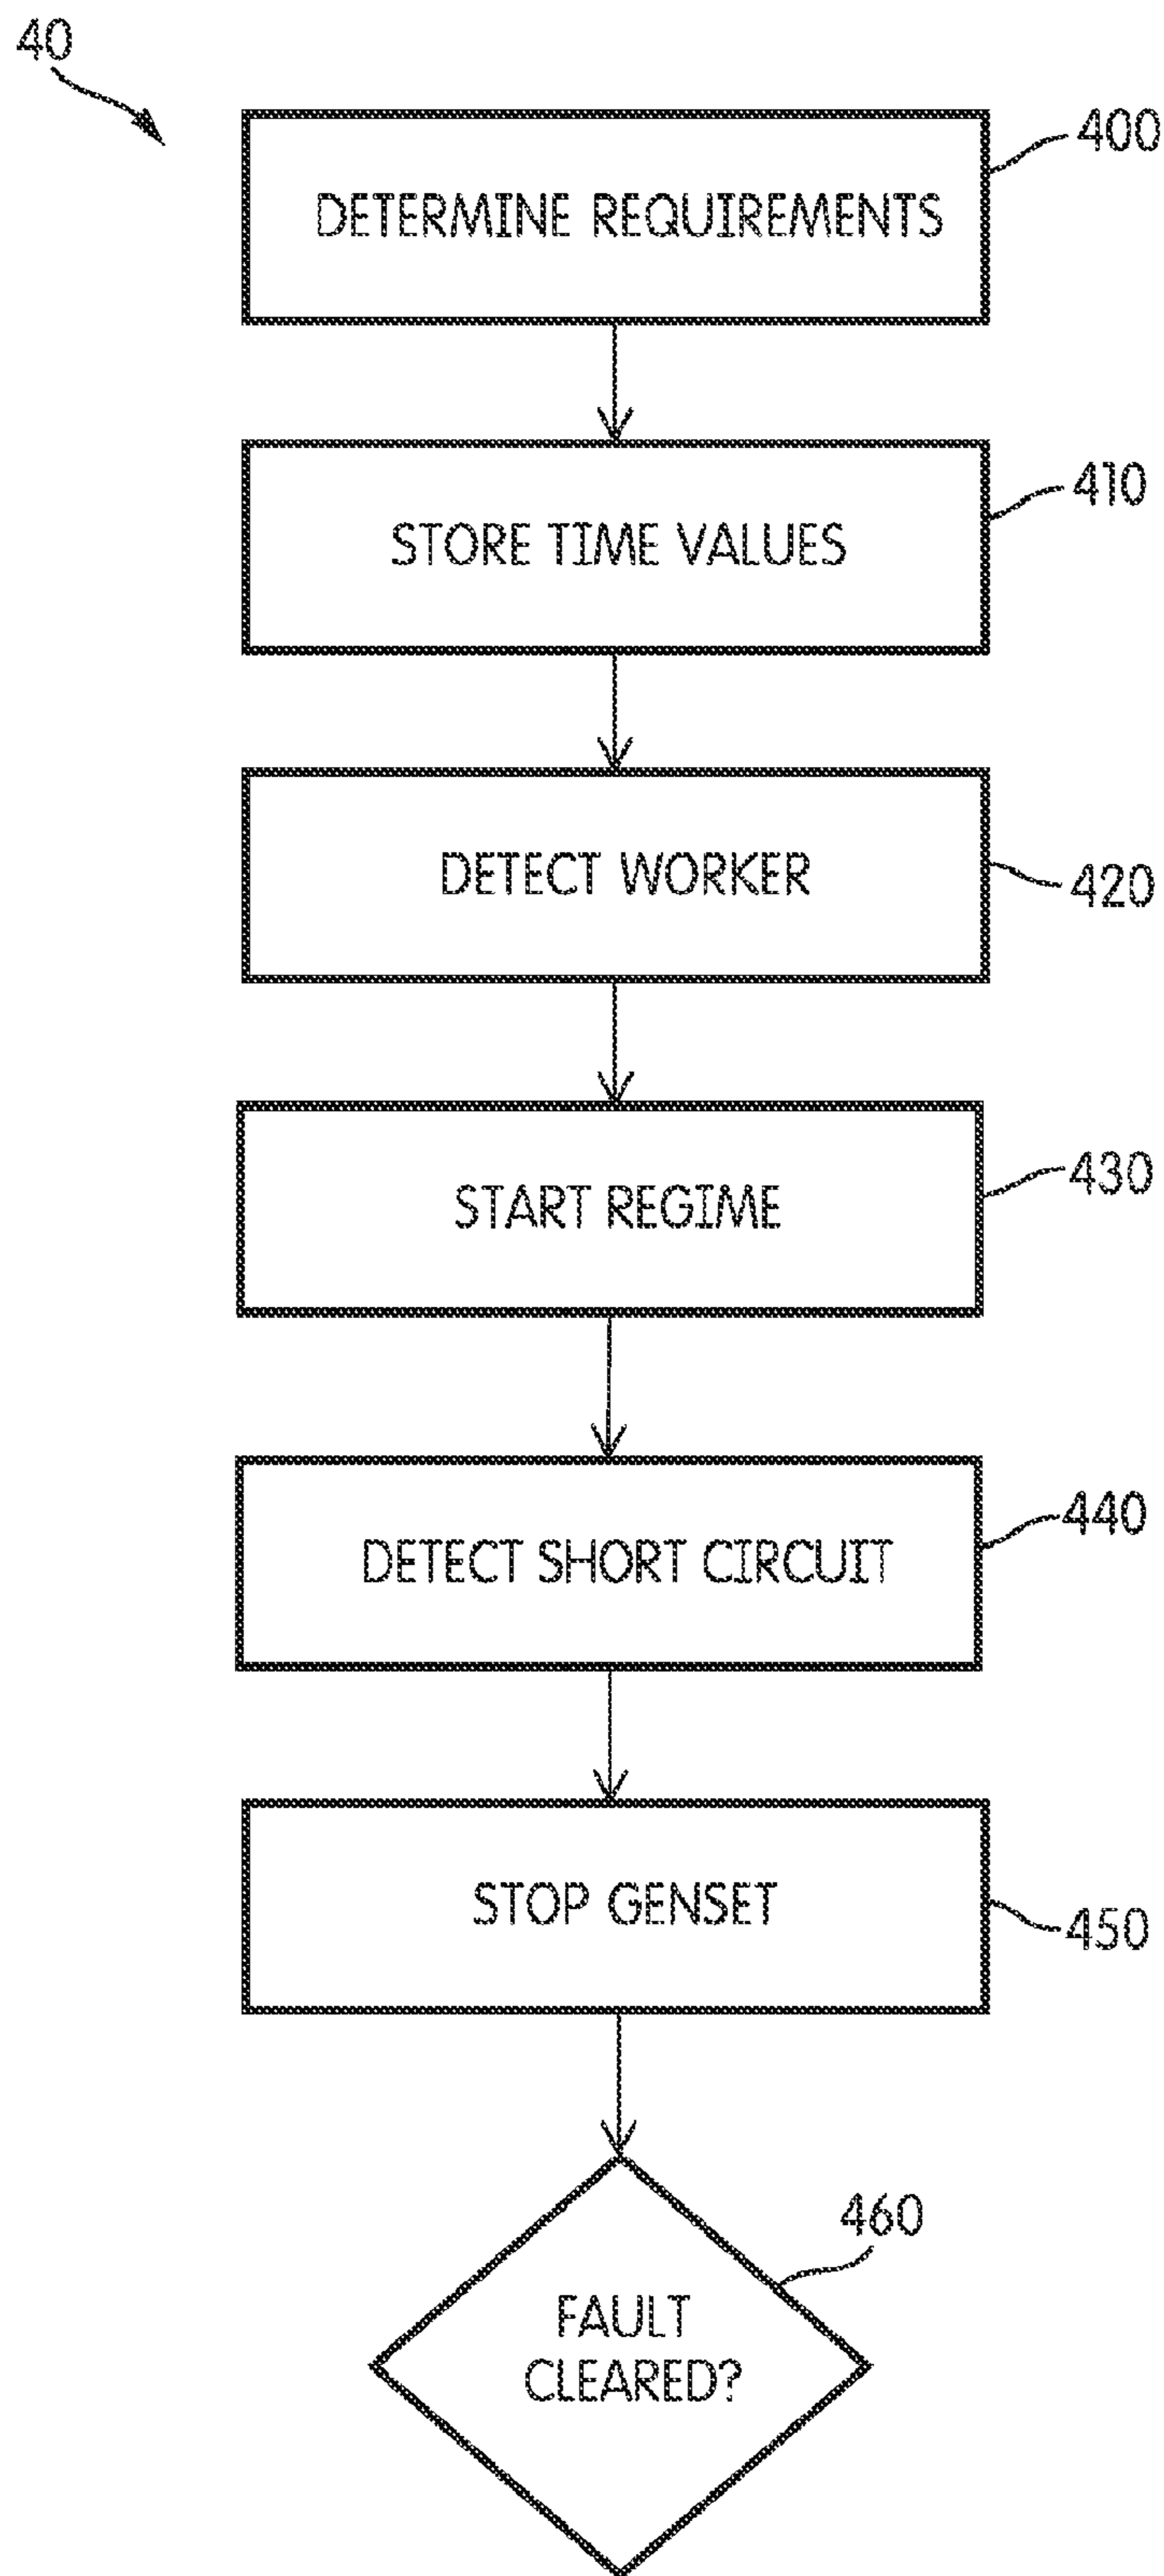 40
400
DETERMINE REQUIREMENTS
410
STORE TIME VALUES
DETECT WORKER
420
430
START REGIME
440
DETECT SHORT CIRCUIT
STOP GENSET
450
460
FAULT
CLEARED?